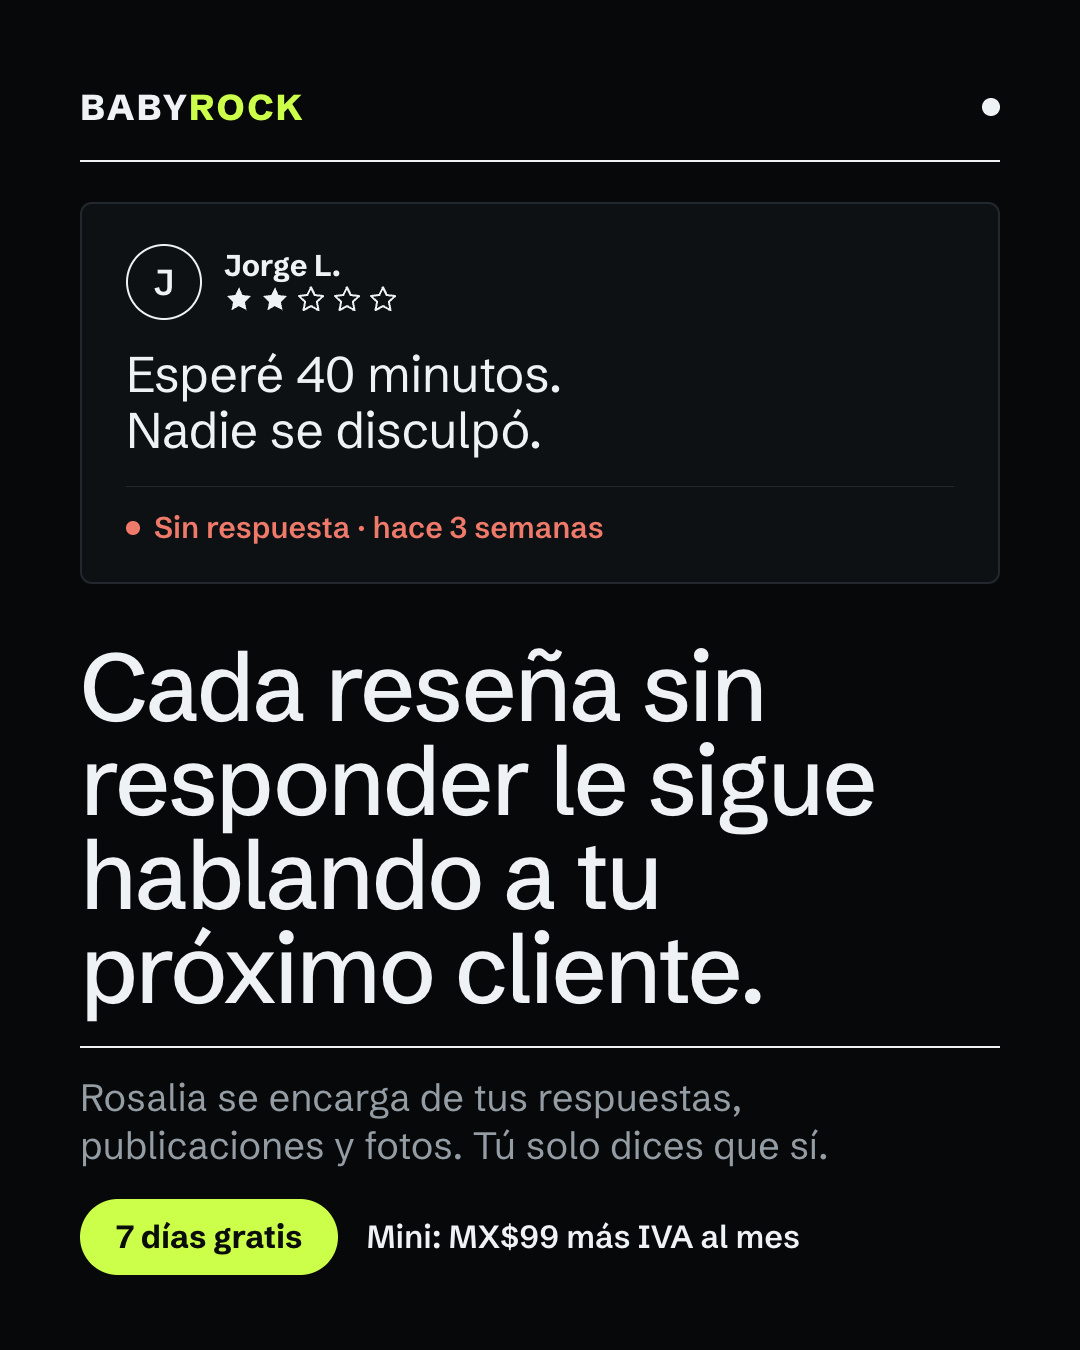 BABYROCK
J
Jorge L.
Esperé 40 minutos.
Nadie se disculpó.
Sin respuesta · hace 3 semanas
Cada reseña sin
responder le sigue
hablando a tu
próximo cliente.
Rosalia se encarga de tus respuestas,
publicaciones y fotos. Tú solo dices que sí.
7 días gratis
Mini: MX$99 más IVA al mes